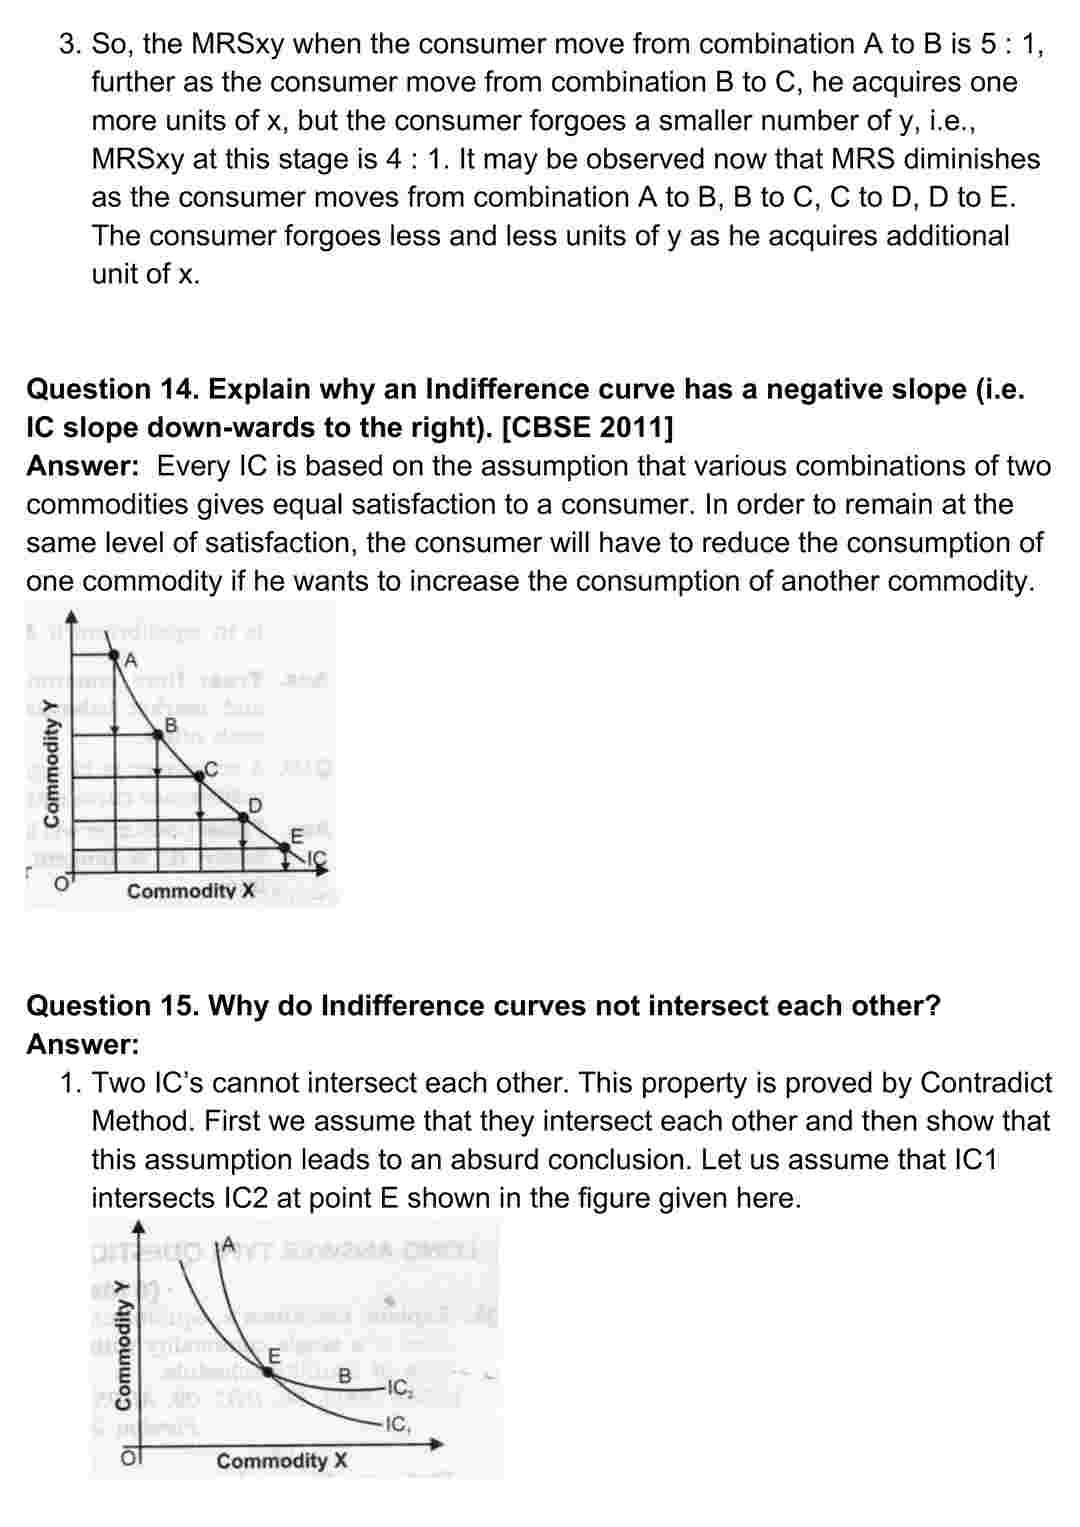 3. So, the MRSxy when the consumer move from combination A to B is 5 : 1,
further as the consumer move from combination B to C, he acquires one
more units of x, but the consumer forgoes a smaller number of y, i.e.,
MRSxy at this stage is 4 : 1. It may be observed now that MRS diminishes
as the consumer moves from combination A to B, B to C, C to D, D to E.
The consumer forgoes less and less units of y as he acquires additional
unit of x.
Question 14. Explain why an Indifference curve has a negative slope (i.e.
IC slope down-wards to the right). [CBSE 2011]
Answer: Every IC is based on the assumption that various combinations of two
commodities gives equal satisfaction to a consumer. In order to remain at the
same level of satisfaction, the consumer will have to reduce the consumption of
one commodity if he wants to increase the consumption of another commodity.
A
B
C
D
E
IC
Commodity Y
O
Commodity X
Question 15. Why do Indifference curves not intersect each other?
Answer:
1. Two IC’s cannot intersect each other. This property is proved by Contradict
Method. First we assume that they intersect each other and then show that
this assumption leads to an absurd conclusion. Let us assume that IC1
intersects IC2 at point E shown in the figure given here.
A
E
B
IC₂
IC₁
Commodity Y
O
Commodity X